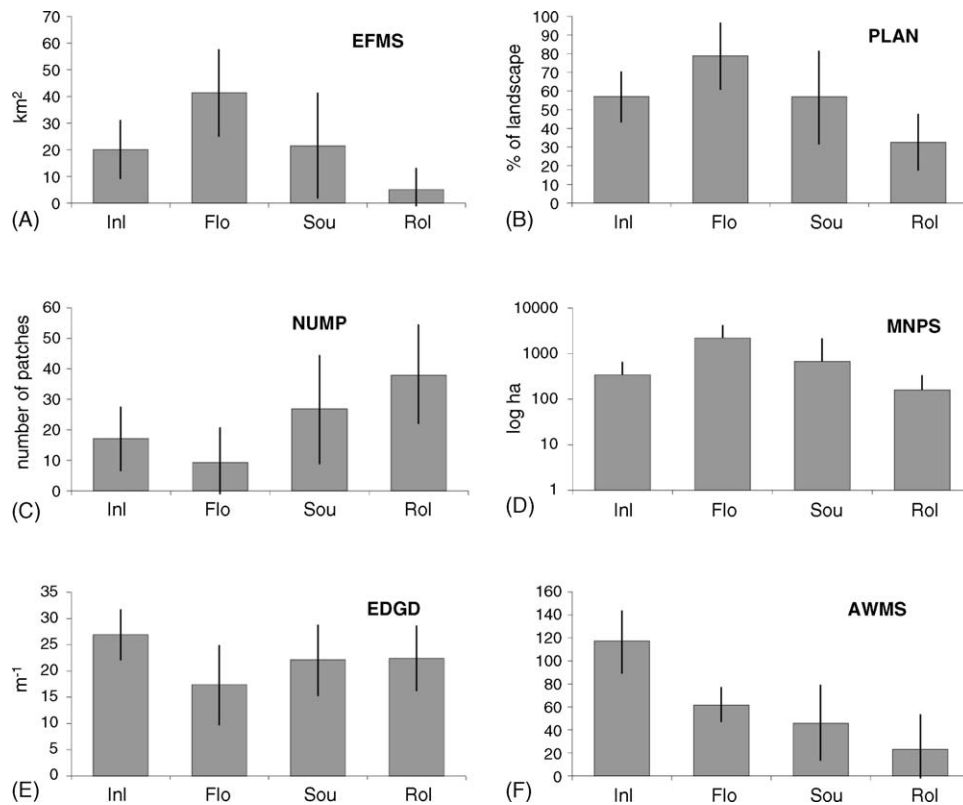 EFMS
km²
70
60
50
40
30
20
10
0
Inl Flo Sou Rol
(A)
PLAN
% of landscape
100
90
80
70
60
50
40
30
20
10
0
Inl Flo Sou Rol
(B)
NUMP
number of patches
60
50
40
30
20
10
0
Inl Flo Sou Rol
(C)
MNPS
log ha
10000
1000
100
10
1
Inl Flo Sou Rol
(D)
EDGD
m⁻¹
35
30
25
20
15
10
5
0
Inl Flo Sou Rol
(E)
AWMS
160
140
120
100
80
60
40
20
0
Inl Flo Sou Rol
(F)